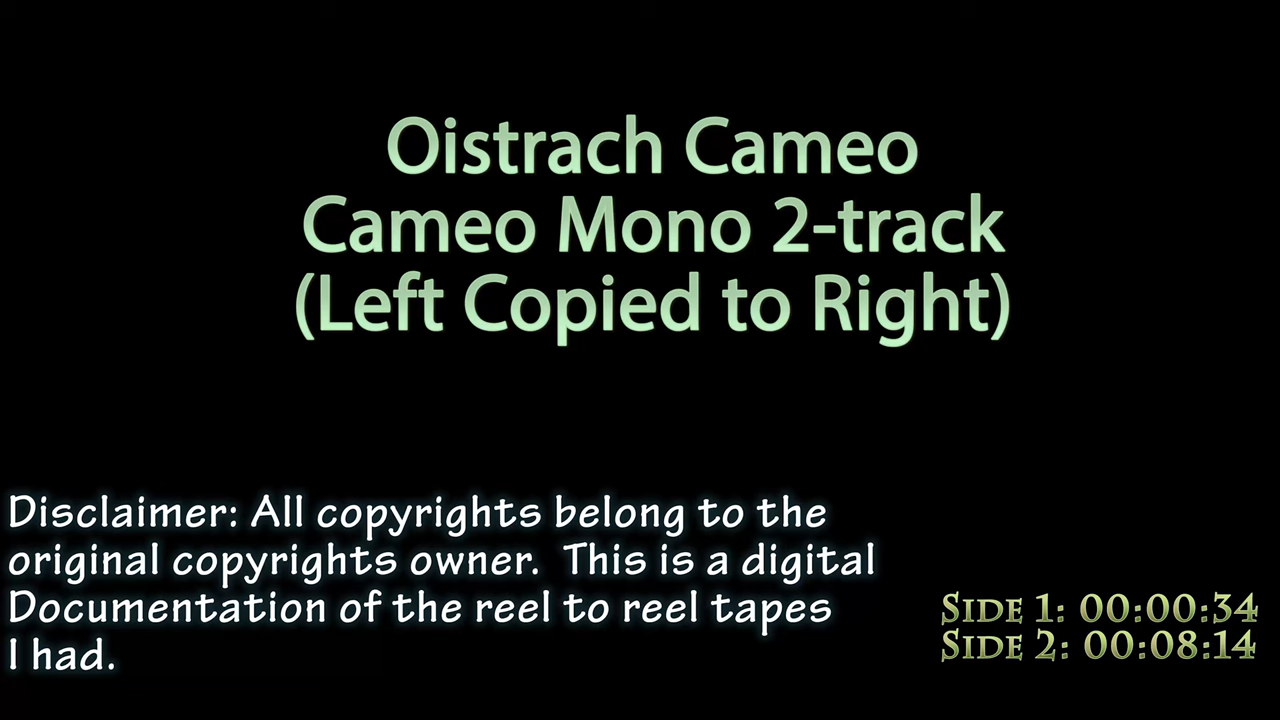 Oistrach Cameo
Cameo Mono 2-track
(Left Copied to Right)
Disclaimer: All copyrights belong to the
original copyrights owner.  This is a digital
Documentation of the reel to reel tapes
I had.
Side 1: 00:00:34
Side 2: 00:08:14